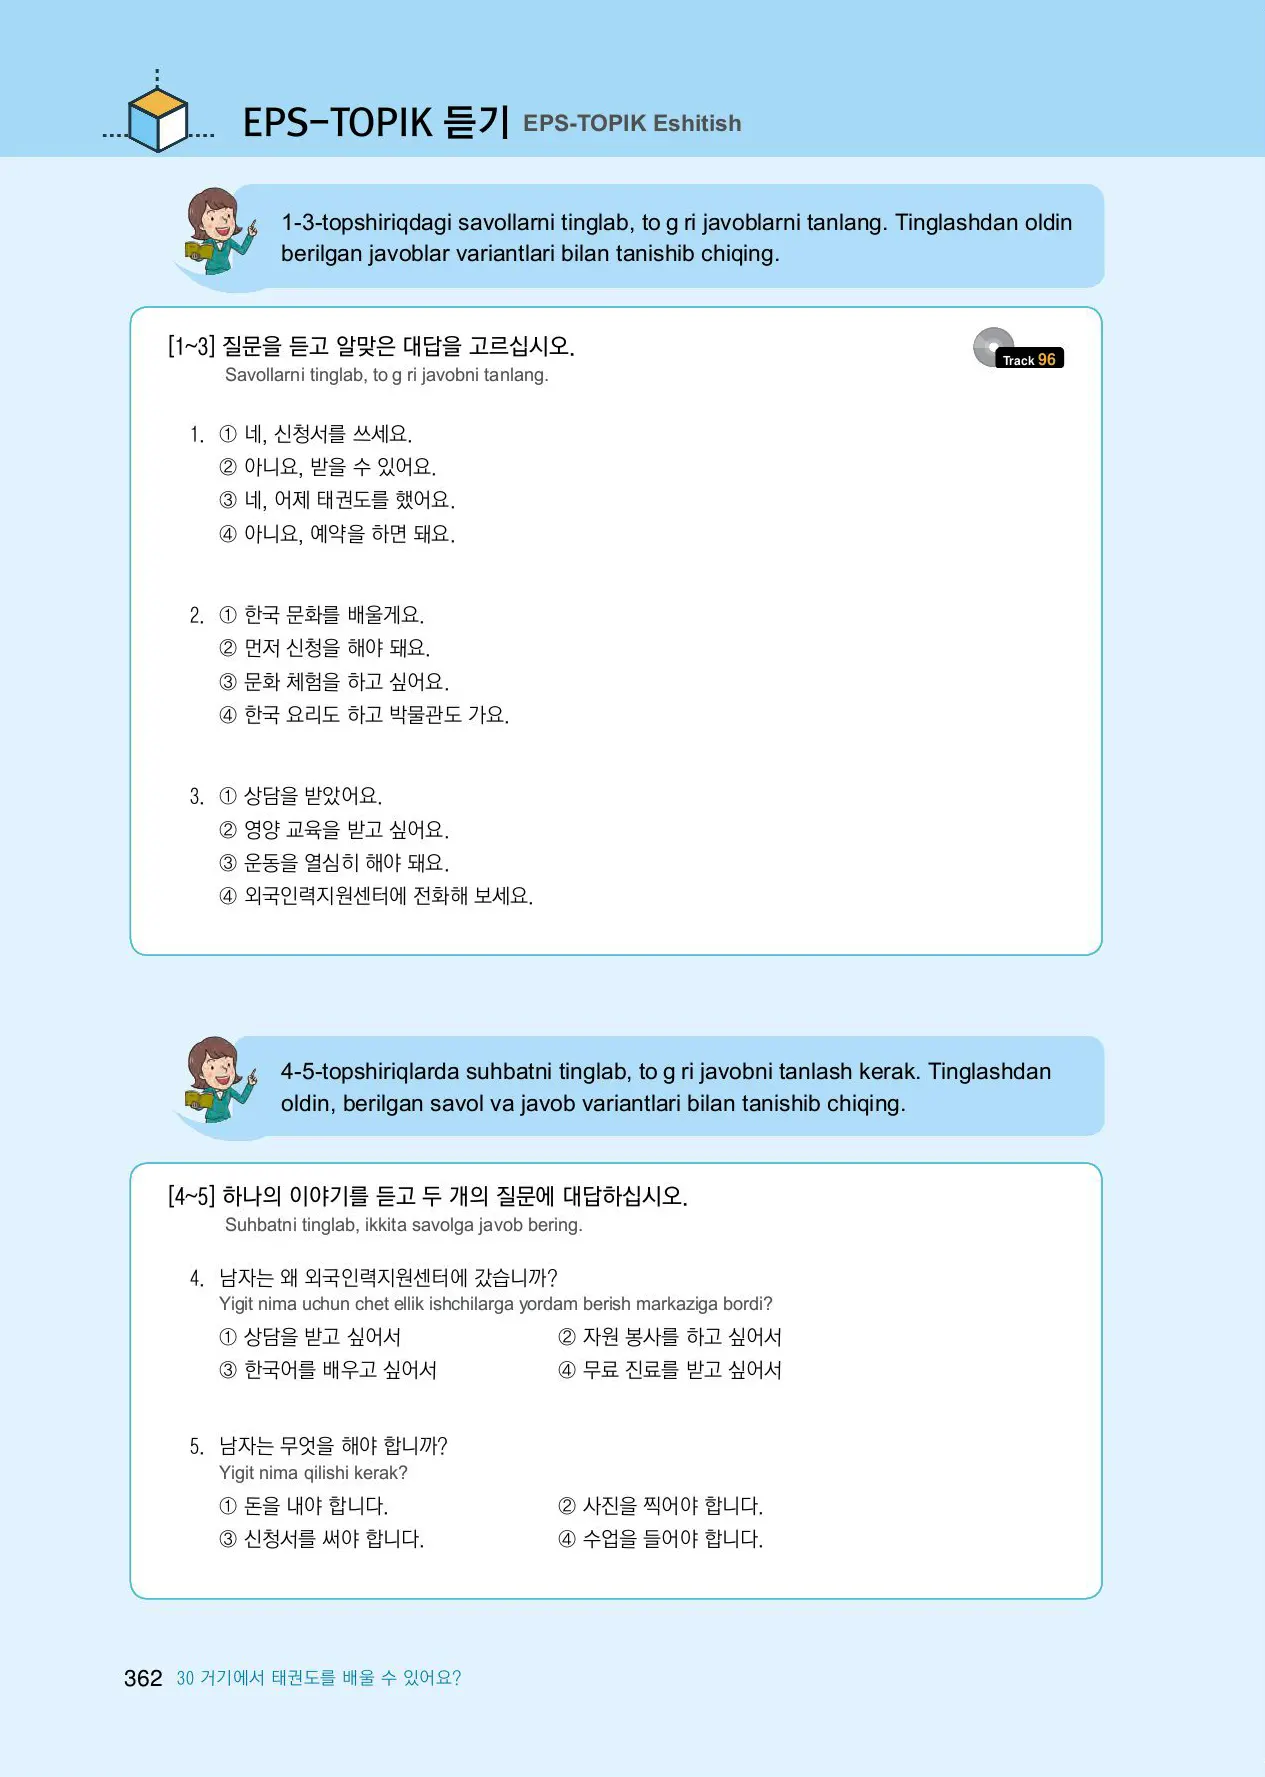 EPS-TOPIK 듣기 EPS-TOPIK Eshitish
1-3-topshiriqdagi savollarni tinglab, to g ri javoblarni tanlang. Tinglashdan oldin
berilgan javoblar variantlari bilan tanishib chiqing.
[1~3] 질문을 듣고 알맞은 대답을 고르십시오.
Savollarni tinglab, to g ri javobni tanlang.
Track 96
1. ① 네, 신청서를 쓰세요.
② 아니요, 받을 수 있어요.
③ 네, 어제 태권도를 했어요.
④ 아니요, 예약을 하면 돼요.
2. ① 한국 문화를 배울게요.
② 먼저 신청을 해야 돼요.
③ 문화 체험을 하고 싶어요.
④ 한국 요리도 하고 박물관도 가요.
3. ① 상담을 받았어요.
② 영양 교육을 받고 싶어요.
③ 운동을 열심히 해야 돼요.
④ 외국인력지원센터에 전화해 보세요.
4-5-topshiriqlarda suhbatni tinglab, to g ri javobni tanlash kerak. Tinglashdan
oldin, berilgan savol va javob variantlari bilan tanishib chiqing.
[4~5] 하나의 이야기를 듣고 두 개의 질문에 대답하십시오.
Suhbatni tinglab, ikkita savolga javob bering.
4. 남자는 왜 외국인력지원센터에 갔습니까?
Yigit nima uchun chet ellik ishchilarga yordam berish markaziga bordi?
① 상담을 받고 싶어서 ② 자원 봉사를 하고 싶어서
③ 한국어를 배우고 싶어서 ④ 무료 진료를 받고 싶어서
5. 남자는 무엇을 해야 합니까?
Yigit nima qilishi kerak?
① 돈을 내야 합니다. ② 사진을 찍어야 합니다.
③ 신청서를 써야 합니다. ④ 수업을 들어야 합니다.
362 30 거기에서 태권도를 배울 수 있어요?